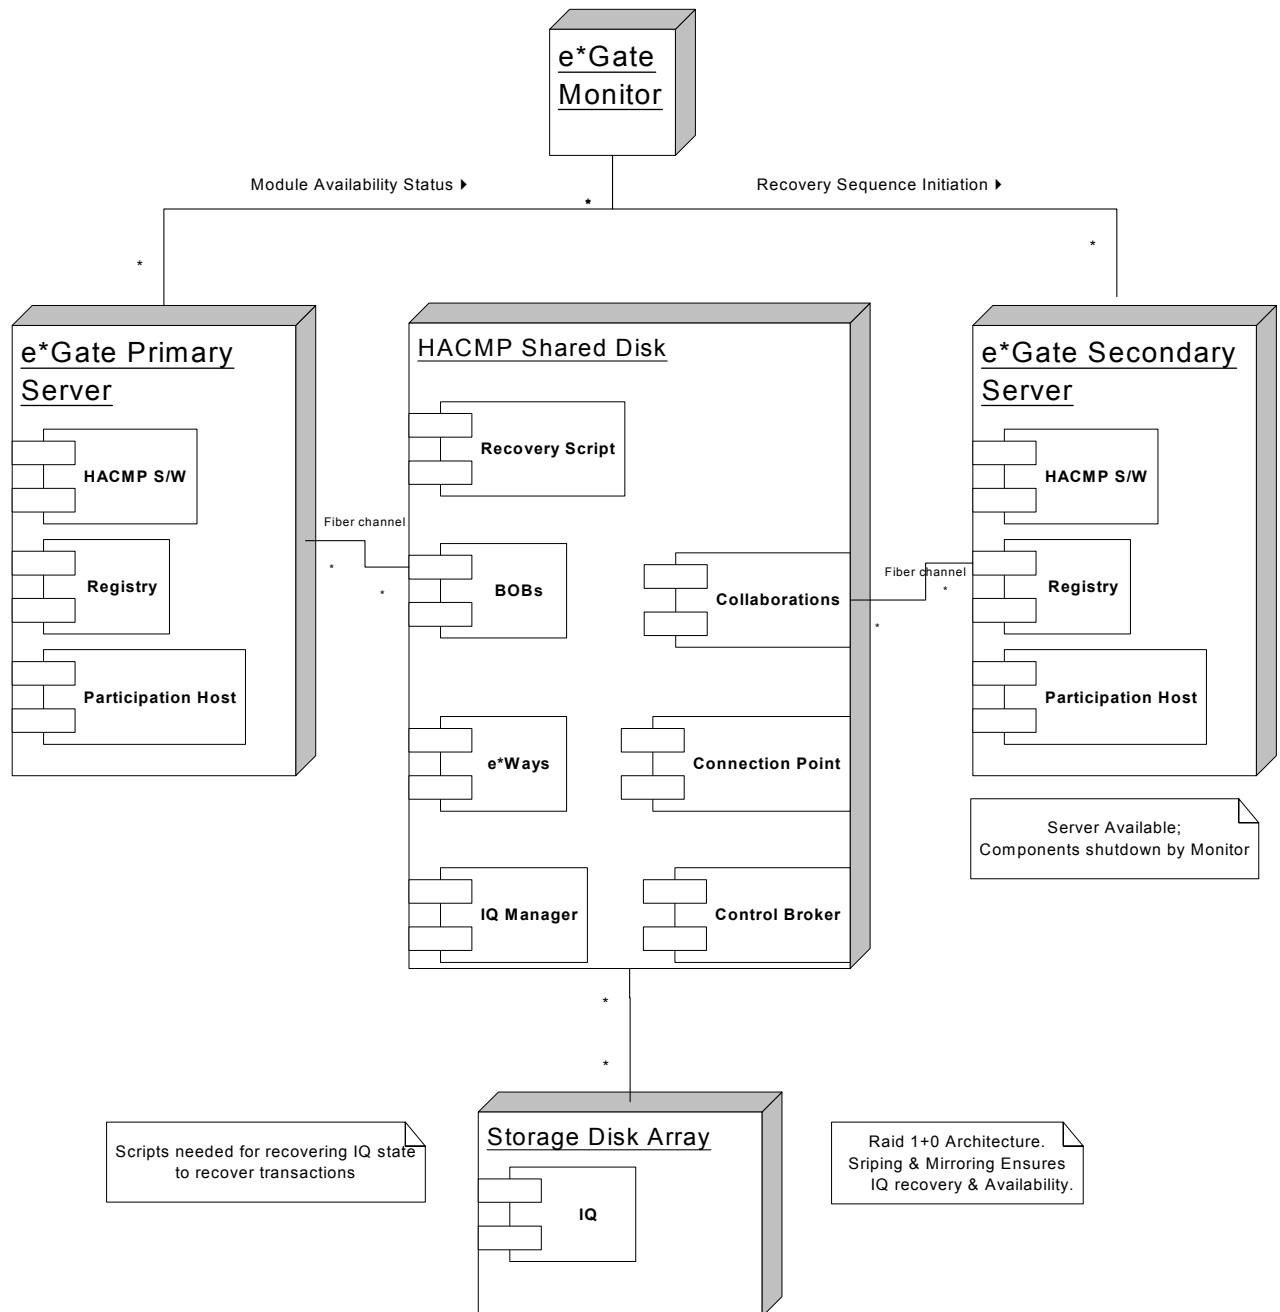 e*Gate
Monitor
Module Availability Status
Recovery Sequence Initiation
*
*
*
e*Gate Primary
Server
HACMP S/W
Registry
Participation Host
HACMP Shared Disk
Recovery Script
BOBs
Collaborations
e*Ways
Connection Point
IQ Manager
Control Broker
Fiber channel
*
*
Fiber channel
*
*
e*Gate Secondary
Server
HACMP S/W
Registry
Participation Host
Server Available;
Components shutdown by Monitor
*
*
Scripts needed for recovering IQ state
to recover transactions
Storage Disk Array
IQ
Raid 1+0 Architecture.
Sriping & Mirroring Ensures
IQ recovery & Availability.